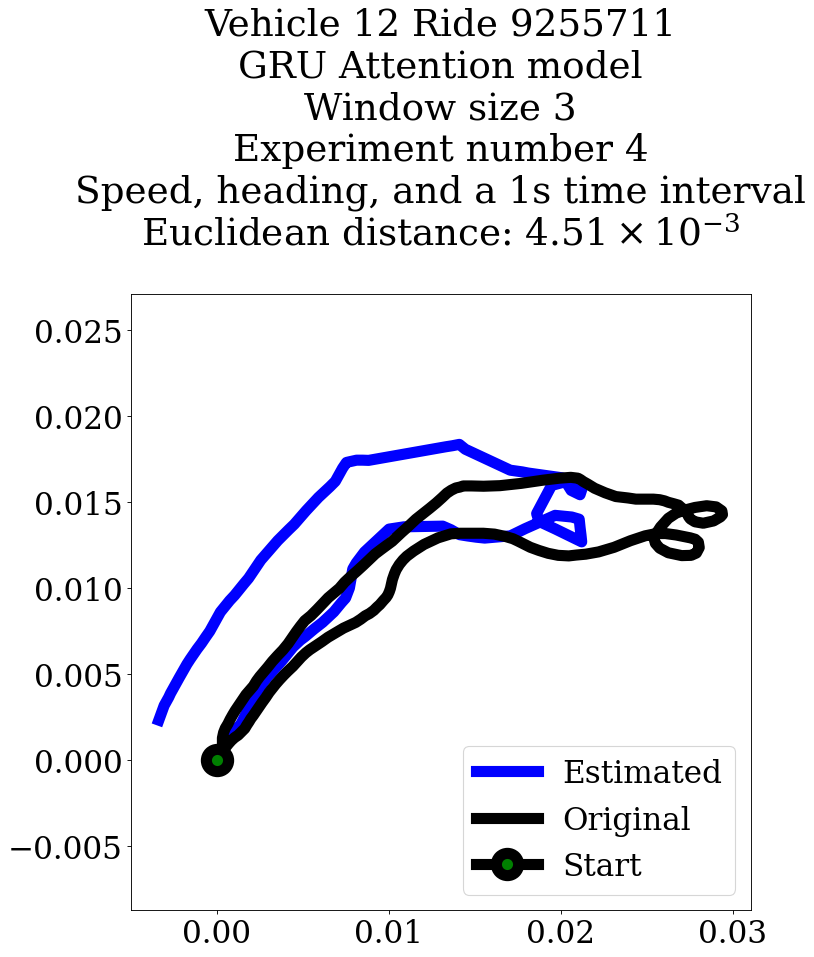 Vehicle 12 Ride 9255711
GRU Attention model
Window size 3
Experiment number 4
Speed, heading, and a 1s time interval
Euclidean distance: 4.51 × 10⁻³
0.025
0.020
0.015
0.010
0.005
0.000
−0.005
Estimated
Original
Start
0.00 0.01 0.02 0.03